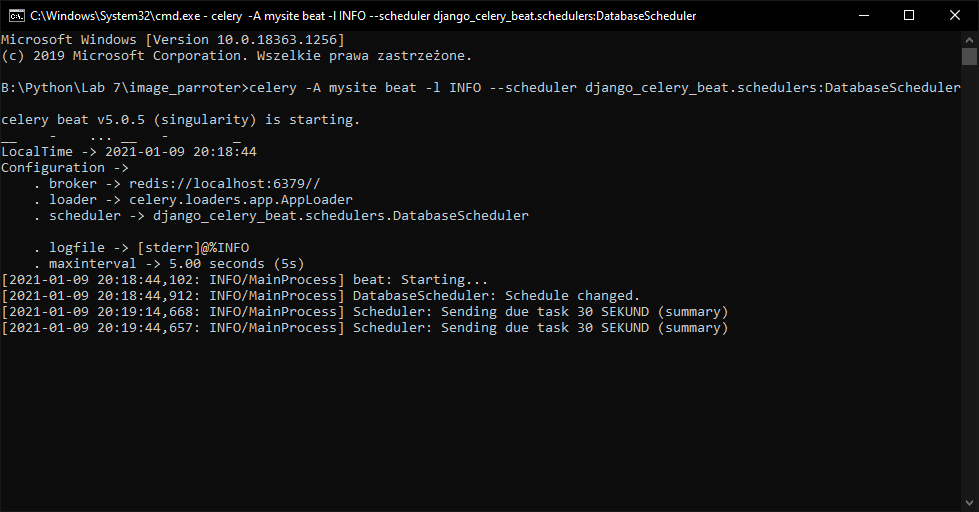 C:\Windows\System32\cmd.exe - celery  -A mysite beat -l INFO --scheduler django_celery_beat.schedulers:DatabaseScheduler
Microsoft Windows [Version 10.0.18363.1256]
(c) 2019 Microsoft Corporation. Wszelkie prawa zastrzeżone.
B:\Python\Lab 7\image_parroter>celery -A mysite beat -l INFO --scheduler django_celery_beat.schedulers:DatabaseScheduler
celery beat v5.0.5 (singularity) is starting.
__    -    ... __   -        _
LocalTime -> 2021-01-09 20:18:44
Configuration ->
    . broker -> redis://localhost:6379//
    . loader -> celery.loaders.app.AppLoader
    . scheduler -> django_celery_beat.schedulers.DatabaseScheduler
    . logfile -> [stderr]@%INFO
    . maxinterval -> 5.00 seconds (5s)
[2021-01-09 20:18:44,102: INFO/MainProcess] beat: Starting...
[2021-01-09 20:18:44,912: INFO/MainProcess] DatabaseScheduler: Schedule changed.
[2021-01-09 20:19:14,668: INFO/MainProcess] Scheduler: Sending due task 30 SEKUND (summary)
[2021-01-09 20:19:44,657: INFO/MainProcess] Scheduler: Sending due task 30 SEKUND (summary)